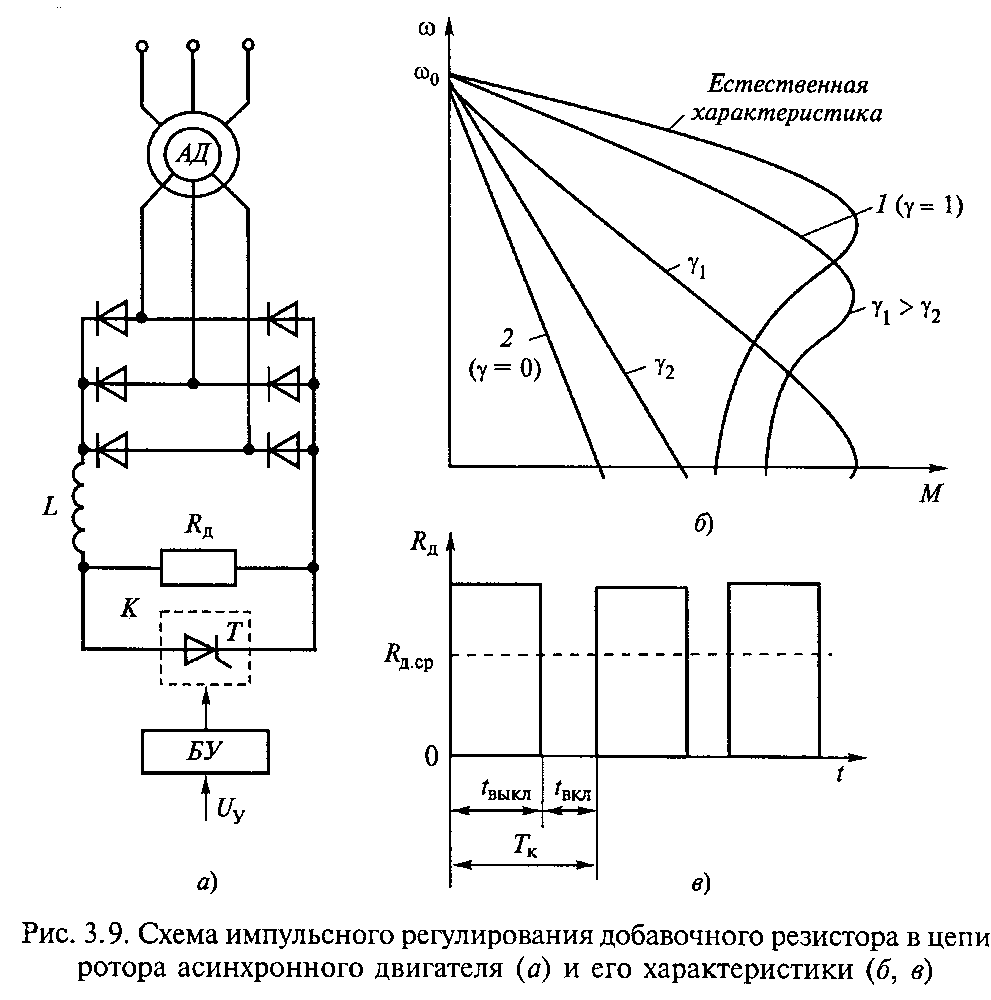 АД
L
Rд
K
T
БУ
Uу
а)
ω
ω₀
Естественная
характеристика
1 (γ = 1)
γ₁
γ₁ > γ₂
2
(γ = 0)
γ₂
M
б)
Rд
Rд.ср
0
t
tвыкл
tвкл
Tк
в)
Рис. 3.9. Схема импульсного регулирования добавочного резистора в цепи
ротора асинхронного двигателя (а) и его характеристики (б, в)